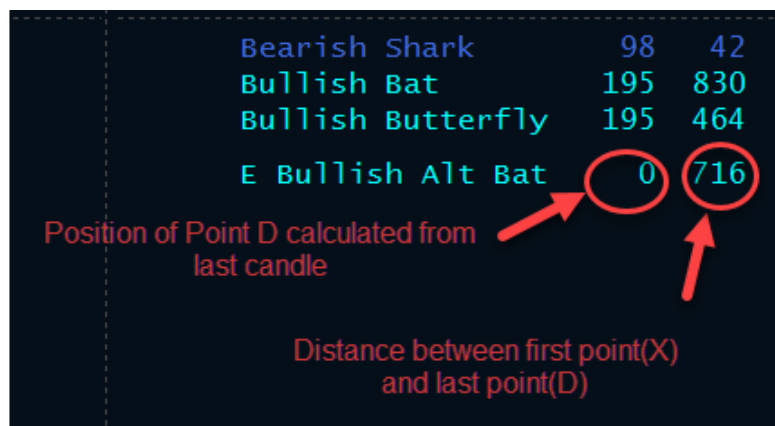 Bearish Shark 98 42
Bullish Bat 195 830
Bullish Butterfly 195 464
E Bullish Alt Bat 0 716
Position of Point D calculated from
last candle
Distance between first point(X)
and last point(D)